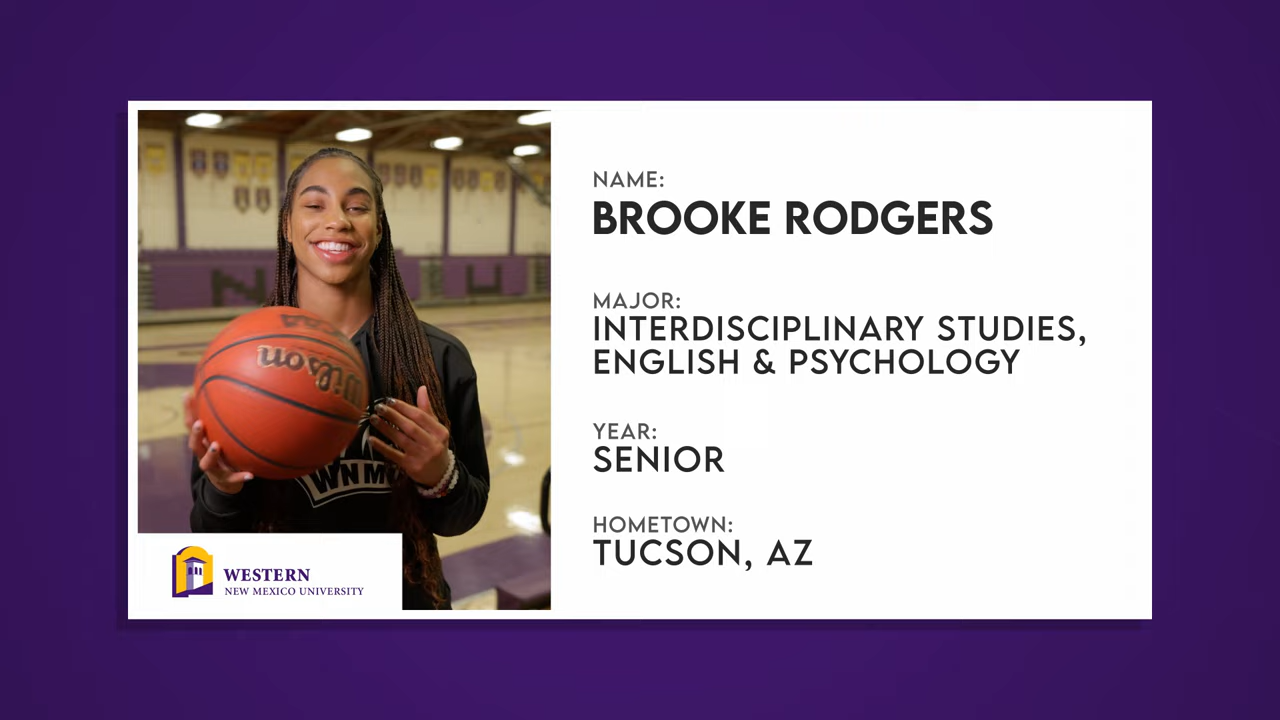 NAME:
BROOKE RODGERS
MAJOR:
INTERDISCIPLINARY STUDIES,
ENGLISH & PSYCHOLOGY
YEAR:
SENIOR
HOMETOWN:
TUCSON, AZ
Wilson
WNM
WESTERN
NEW MEXICO UNIVERSITY
N U